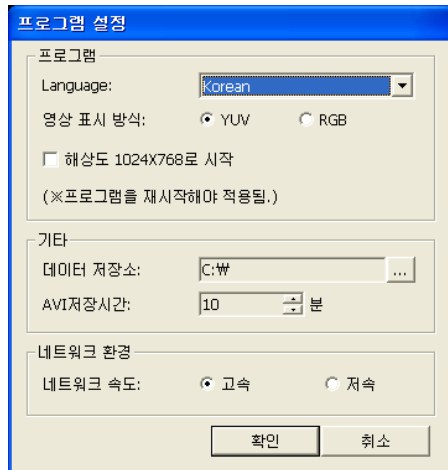 프로그램 설정
프로그램
Language: Korean
영상 표시 방식: YUV RGB
해상도 1024X768로 시작
(※프로그램을 재시작해야 적용됨.)
기타
데이터 저장소: C:₩ ...
AVI저장시간: 10 분
네트워크 환경
네트워크 속도: 고속 저속
확인 취소